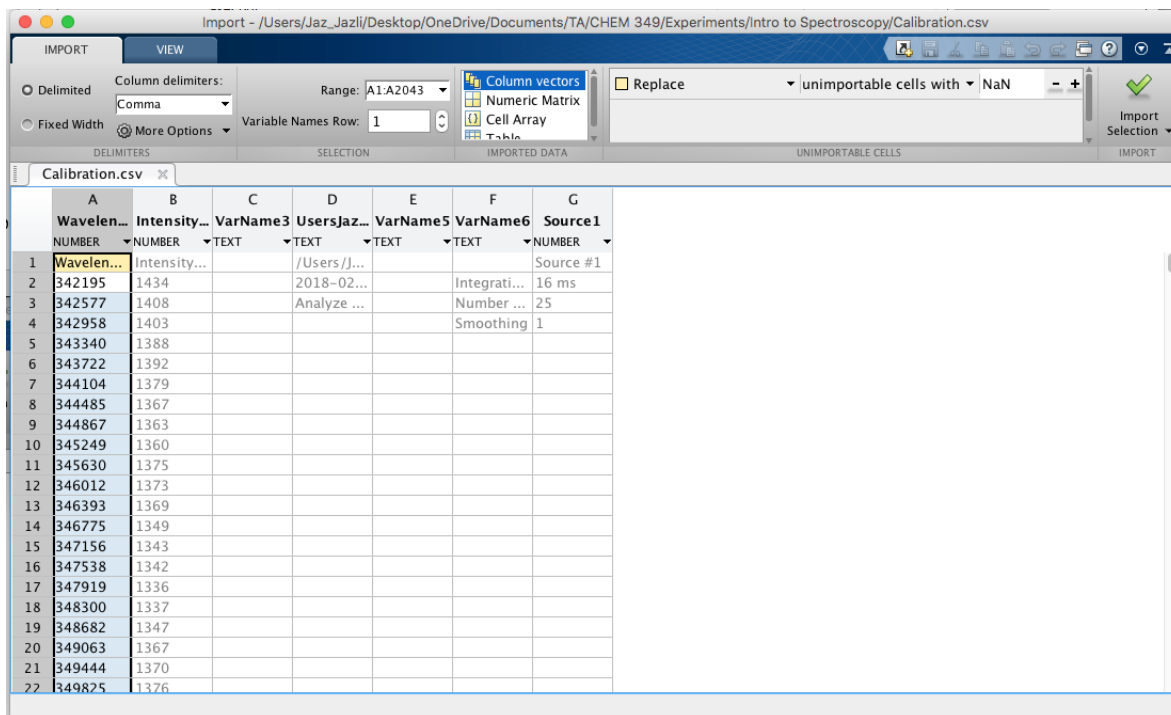 Import - /Users/Jaz_Jazli/Desktop/OneDrive/Documents/TA/CHEM 349/Experiments/Intro to Spectroscopy/Calibration.csv
IMPORT VIEW
Delimited Column delimiters: Range: A1:A2043 Column vectors Replace unimportable cells with NaN
Comma Numeric Matrix
Fixed Width More Options Variable Names Row: 1 Cell Array Import
Table Selection
DELIMITERS SELECTION IMPORTED DATA UNIMPORTABLE CELLS IMPORT
Calibration.csv
A B C D E F G
Wavelen... Intensity... VarName3 UsersJaz... VarName5 VarName6 Source1
NUMBER NUMBER TEXT TEXT TEXT TEXT NUMBER
1 Wavelen... Intensity... /Users/J... Source #1
2 342195 1434 2018-02... Integrati... 16 ms
3 342577 1408 Analyze ... Number ... 25
4 342958 1403 Smoothing 1
5 343340 1388
6 343722 1392
7 344104 1379
8 344485 1367
9 344867 1363
10 345249 1360
11 345630 1375
12 346012 1373
13 346393 1369
14 346775 1349
15 347156 1343
16 347538 1342
17 347919 1336
18 348300 1337
19 348682 1347
20 349063 1367
21 349444 1370
22 349825 1376